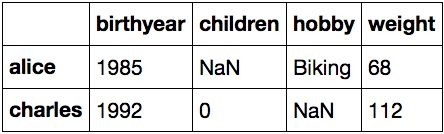 birthyear children hobby weight
alice 1985 NaN Biking 68
charles 1992 0 NaN 112